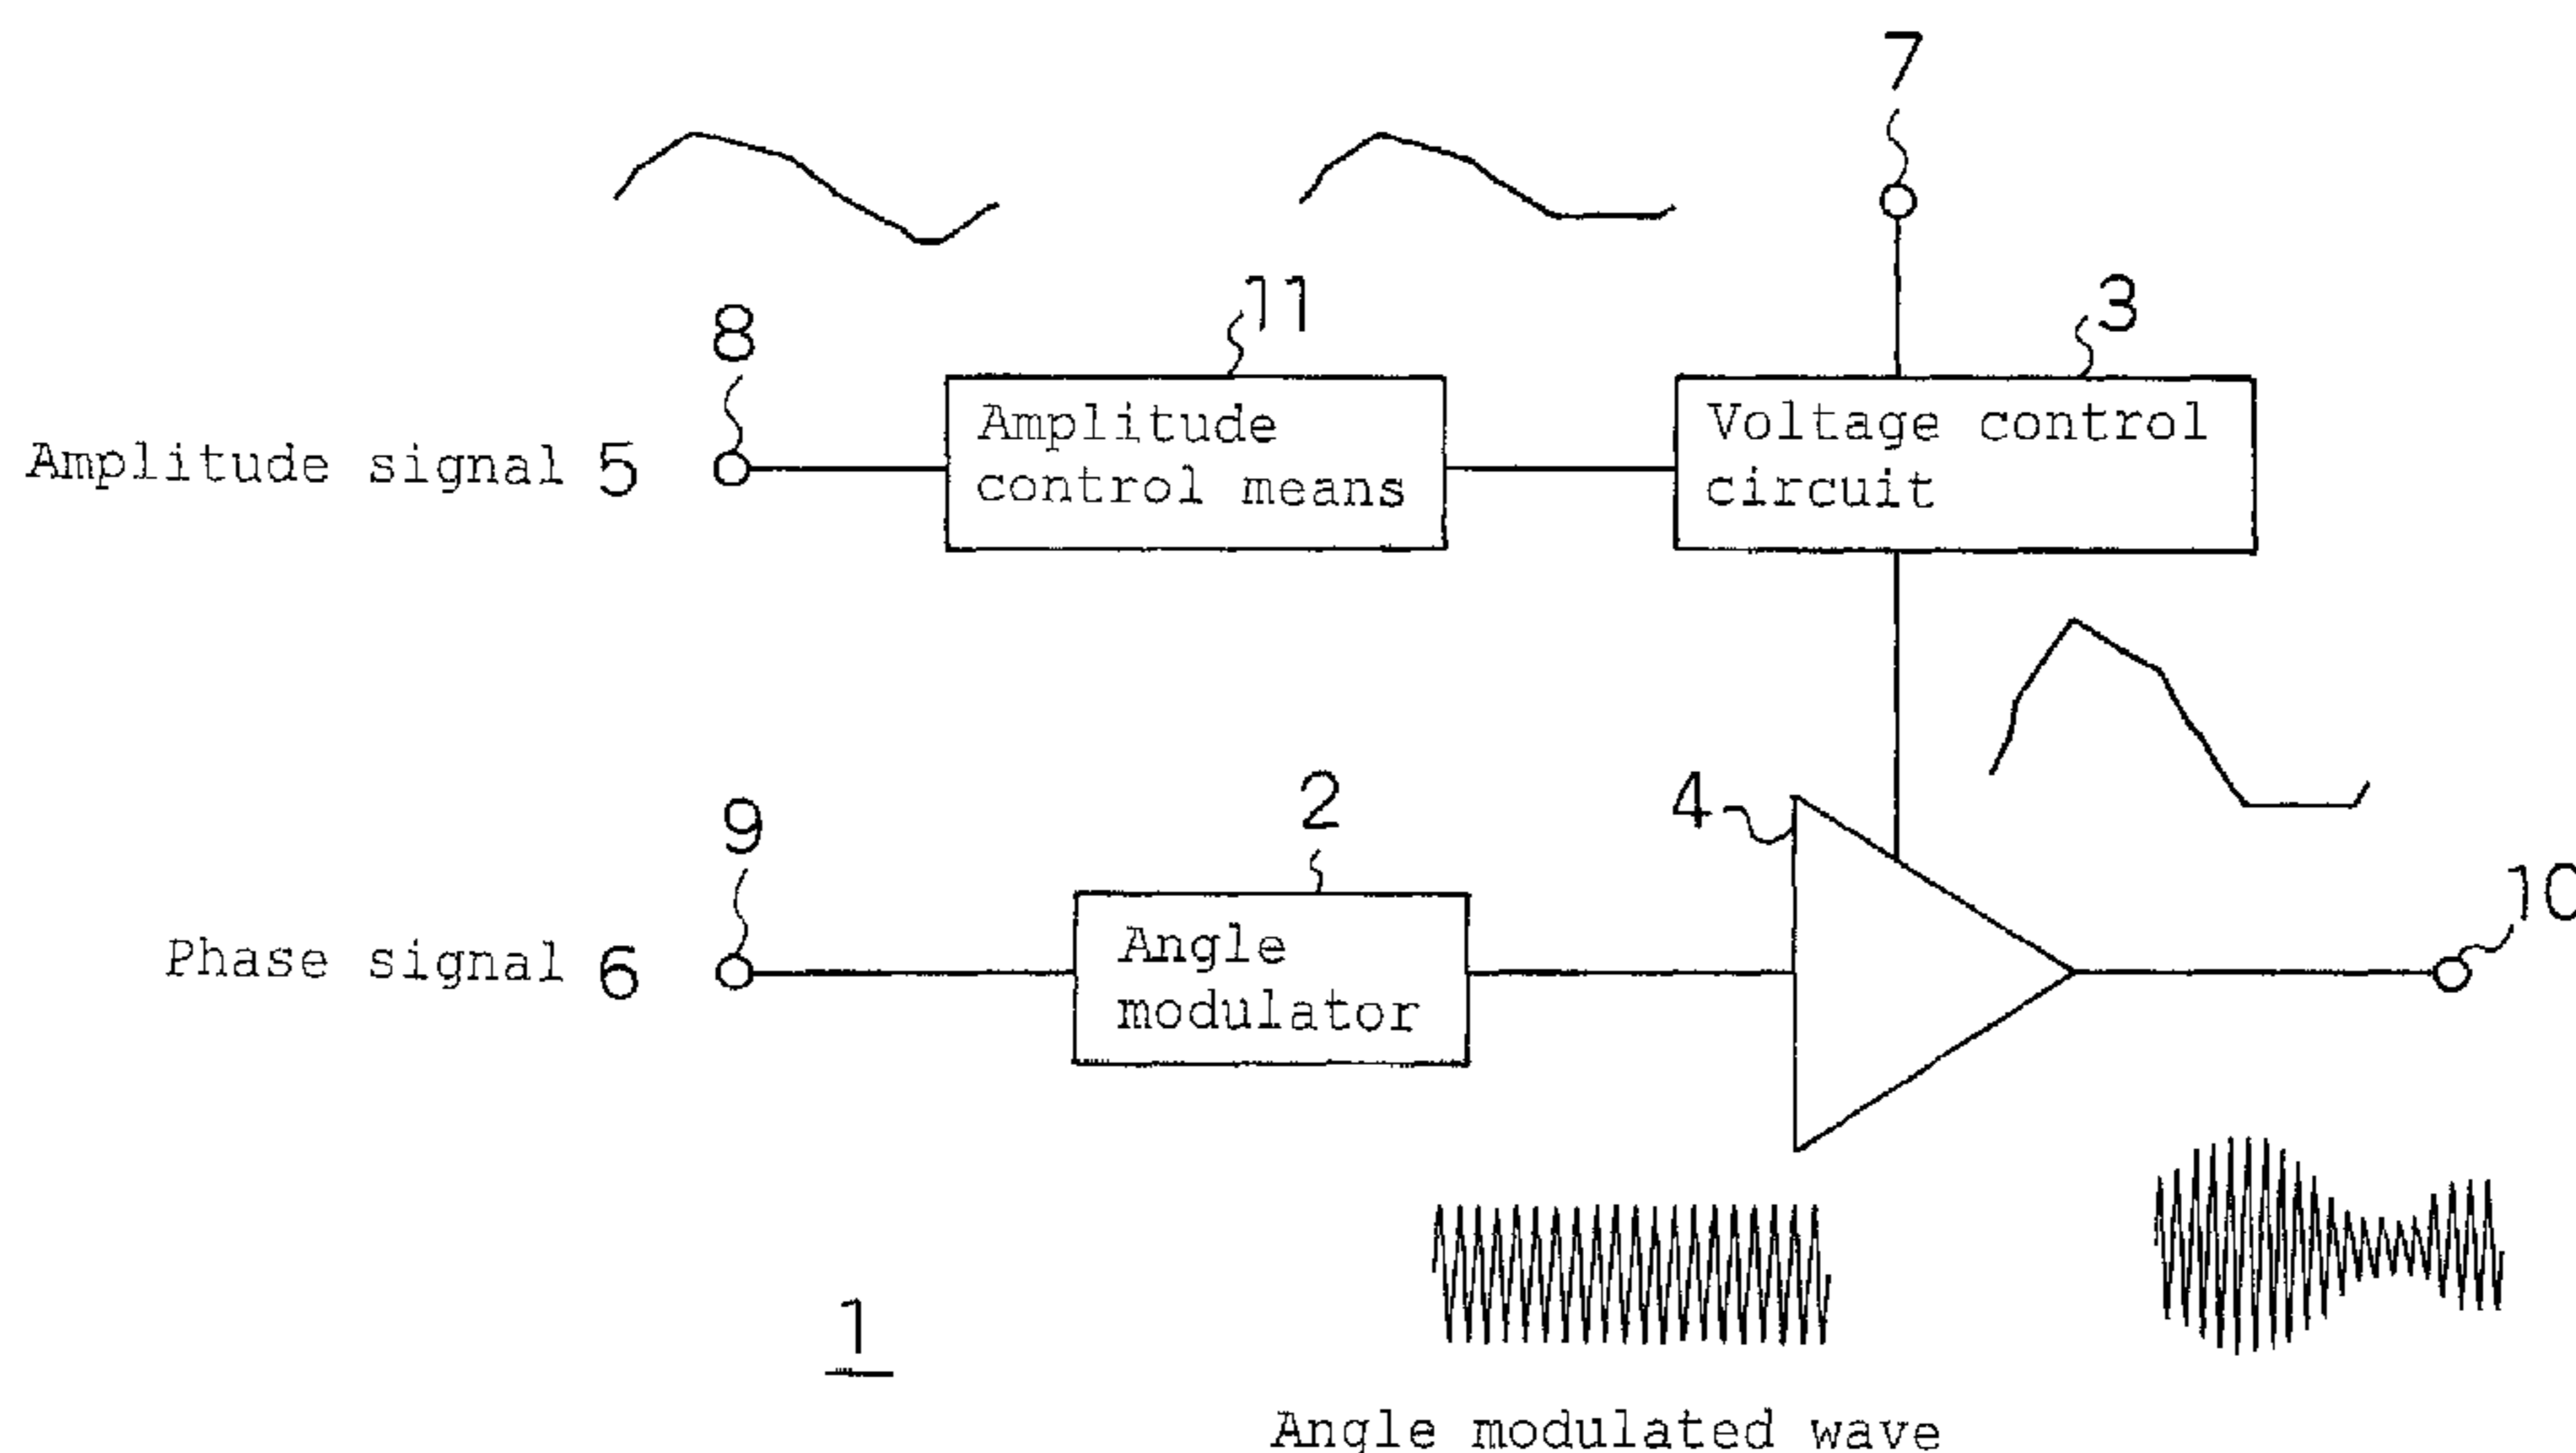 7
11
3
8
Amplitude
control means
Voltage control
circuit
Amplitude signal 5
4
2
9
10
Angle
modulator
Phase signal 6
1
Angle modulated wave